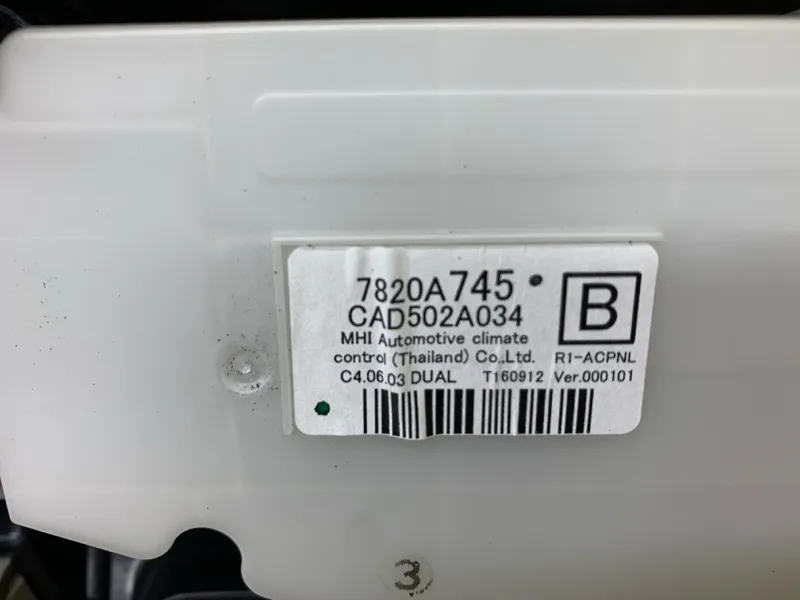 7820A745
B
CAD502A034
MHI Automotive climate
control (Thailand) Co.,Ltd. R1-ACPNL
C4.06.03 DUAL T160912 Ver.000101
3